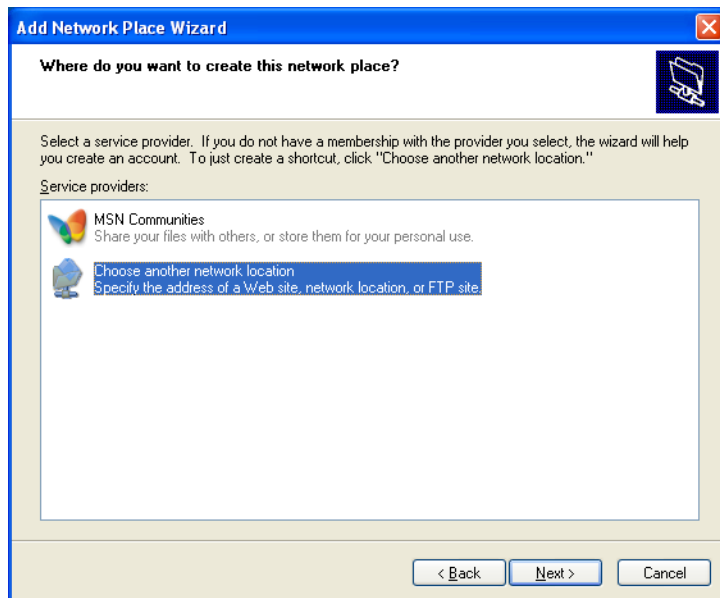 Add Network Place Wizard
Where do you want to create this network place?
Select a service provider. If you do not have a membership with the provider you select, the wizard will help
you create an account. To just create a shortcut, click "Choose another network location."
Service providers:
MSN Communities
Share your files with others, or store them for your personal use.
Choose another network location
Specify the address of a Web site, network location, or FTP site.
< Back Next > Cancel